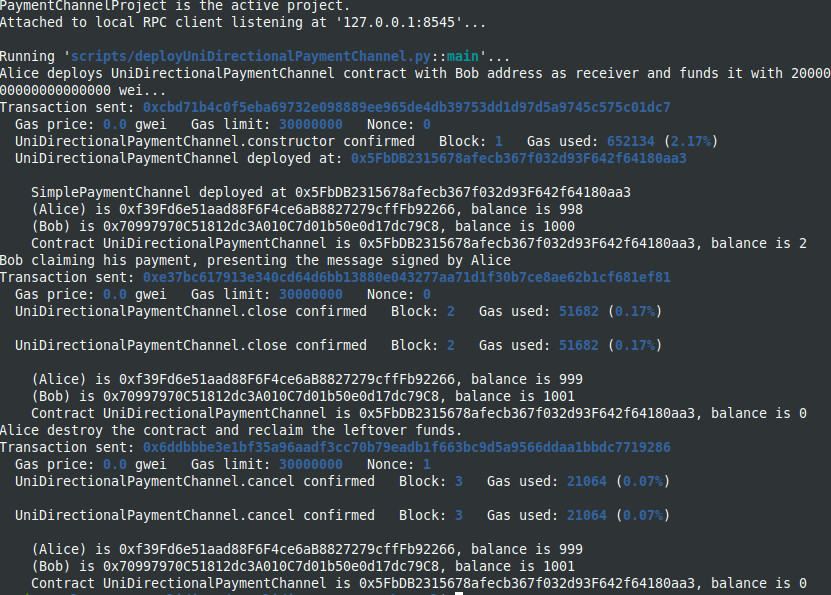 PaymentChannelProject is the active project.
Attached to local RPC client listening at '127.0.0.1:8545'...
Running 'scripts/deployUniDirectionalPaymentChannel.py::main'...
Alice deploys UniDirectionalPaymentChannel contract with Bob address as receiver and funds it with 20000
00000000000000 wei...
Transaction sent: 0xcbd71b4c0f5eba69732e098889ee965de4db39753dd1d97d5a9745c575c01dc7
Gas price: 0.0 gwei   Gas limit: 30000000   Nonce: 0
UniDirectionalPaymentChannel.constructor confirmed   Block: 1   Gas used: 652134 (2.17%)
UniDirectionalPaymentChannel deployed at: 0x5FbDB2315678afecb367f032d93F642f64180aa3
SimplePaymentChannel deployed at 0x5FbDB2315678afecb367f032d93F642f64180aa3
(Alice) is 0xf39Fd6e51aad88F6F4ce6aB8827279cffFb92266, balance is 998
(Bob) is 0x70997970C51812dc3A010C7d01b50e0d17dc79C8, balance is 1000
Contract UniDirectionalPaymentChannel is 0x5FbDB2315678afecb367f032d93F642f64180aa3, balance is 2
Bob claiming his payment, presenting the message signed by Alice
Transaction sent: 0xe37bc617913e340cd64d6bb13880e043277aa71d1f30b7ce8ae62b1cf681ef81
Gas price: 0.0 gwei   Gas limit: 30000000   Nonce: 0
UniDirectionalPaymentChannel.close confirmed   Block: 2   Gas used: 51682 (0.17%)
UniDirectionalPaymentChannel.close confirmed   Block: 2   Gas used: 51682 (0.17%)
(Alice) is 0xf39Fd6e51aad88F6F4ce6aB8827279cffFb92266, balance is 999
(Bob) is 0x70997970C51812dc3A010C7d01b50e0d17dc79C8, balance is 1001
Contract UniDirectionalPaymentChannel is 0x5FbDB2315678afecb367f032d93F642f64180aa3, balance is 0
Alice destroy the contract and reclaim the leftover funds.
Transaction sent: 0x6ddbbbe3e1bf35a96aadf3cc70b79eadb1f663bc9d5a9566ddaa1bbdc7719286
Gas price: 0.0 gwei   Gas limit: 30000000   Nonce: 1
UniDirectionalPaymentChannel.cancel confirmed   Block: 3   Gas used: 21064 (0.07%)
UniDirectionalPaymentChannel.cancel confirmed   Block: 3   Gas used: 21064 (0.07%)
(Alice) is 0xf39Fd6e51aad88F6F4ce6aB8827279cffFb92266, balance is 999
(Bob) is 0x70997970C51812dc3A010C7d01b50e0d17dc79C8, balance is 1001
Contract UniDirectionalPaymentChannel is 0x5FbDB2315678afecb367f032d93F642f64180aa3, balance is 0